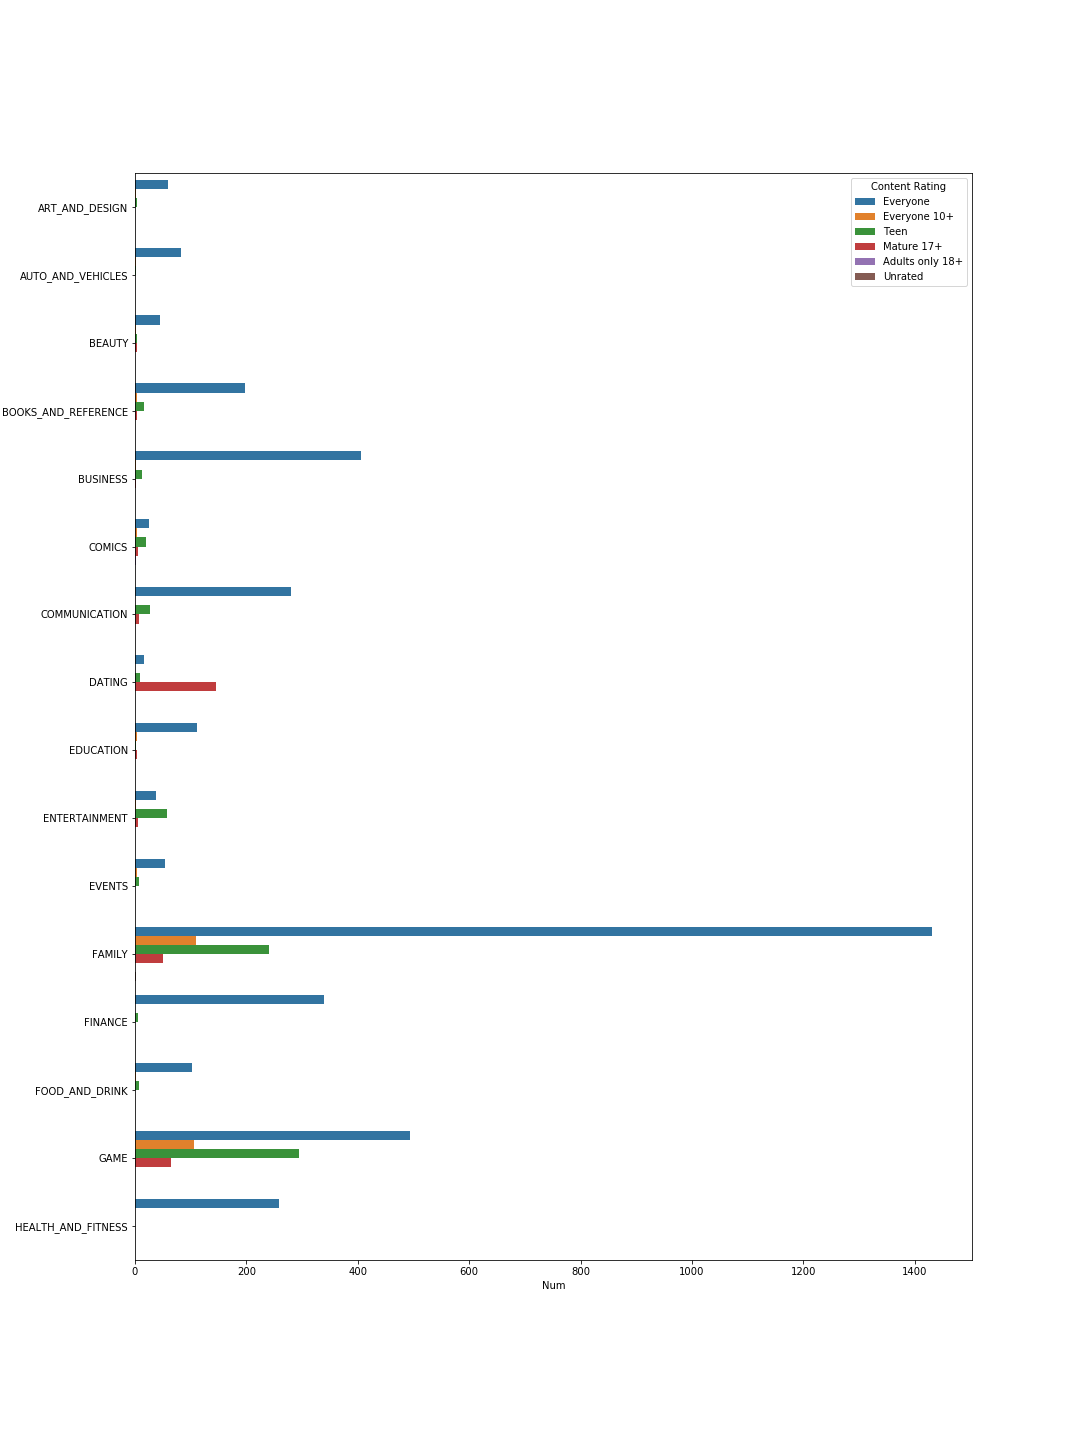 Content Rating
Everyone
Everyone 10+
Teen
Mature 17+
Adults only 18+
Unrated
ART_AND_DESIGN
AUTO_AND_VEHICLES
BEAUTY
BOOKS_AND_REFERENCE
BUSINESS
COMICS
COMMUNICATION
DATING
EDUCATION
ENTERTAINMENT
EVENTS
FAMILY
FINANCE
FOOD_AND_DRINK
GAME
HEALTH_AND_FITNESS
0 200 400 600 800 1000 1200 1400
Num